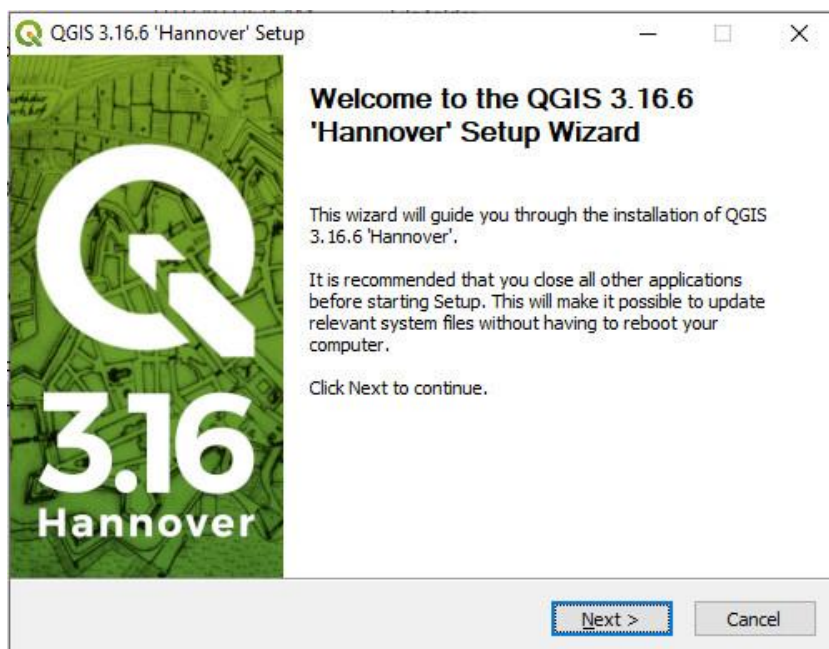 QGIS 3.16.6 'Hannover' Setup
Welcome to the QGIS 3.16.6
'Hannover' Setup Wizard
This wizard will guide you through the installation of QGIS
3.16.6 'Hannover'.
It is recommended that you close all other applications
before starting Setup. This will make it possible to update
relevant system files without having to reboot your
computer.
Click Next to continue.
3.16
Hannover
Next >
Cancel